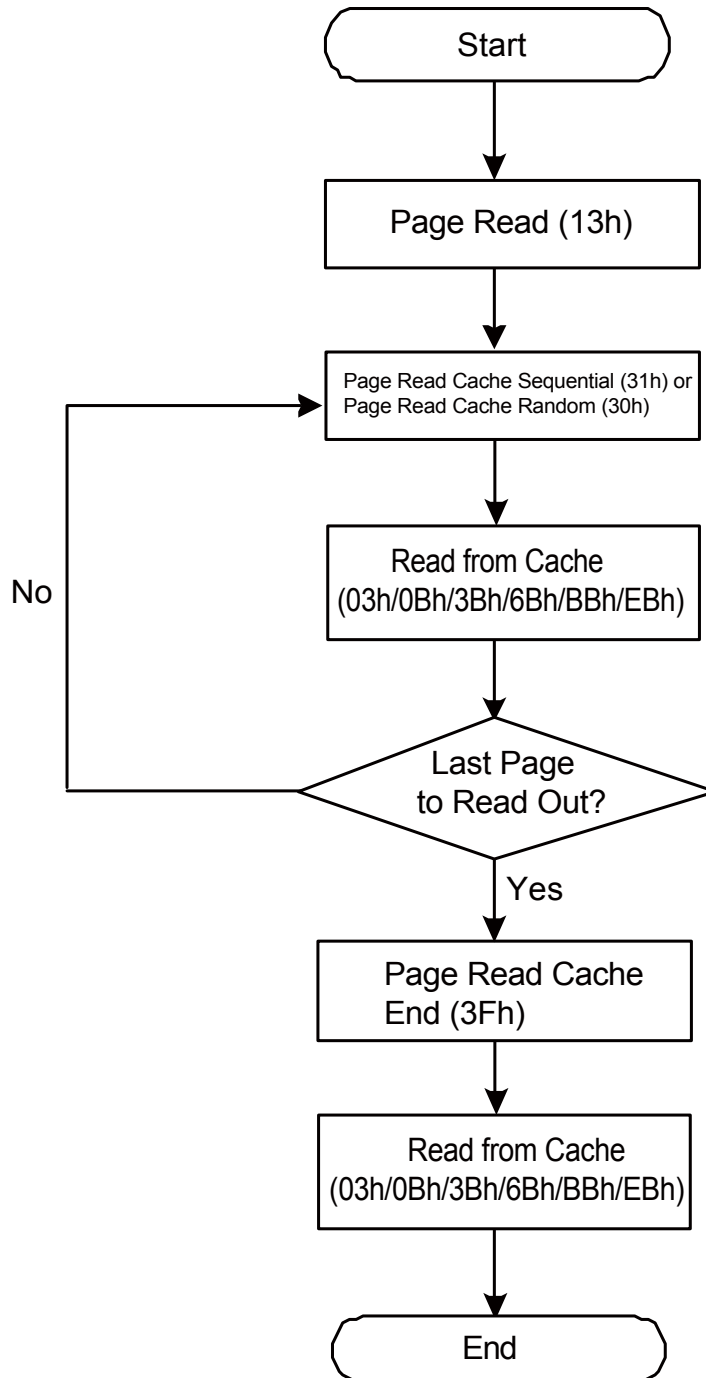 Start
Page Read (13h)
Page Read Cache Sequential (31h) or
Page Read Cache Random (30h)
Read from Cache
(03h/0Bh/3Bh/6Bh/BBh/EBh)
No
Last Page
to Read Out?
Yes
Page Read Cache
End (3Fh)
Read from Cache
(03h/0Bh/3Bh/6Bh/BBh/EBh)
End